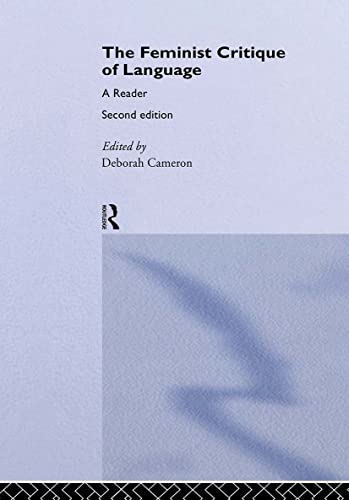 The Feminist Critique
of Language
A Reader
Second edition
Edited by
Deborah Cameron
ROUTLEDGE